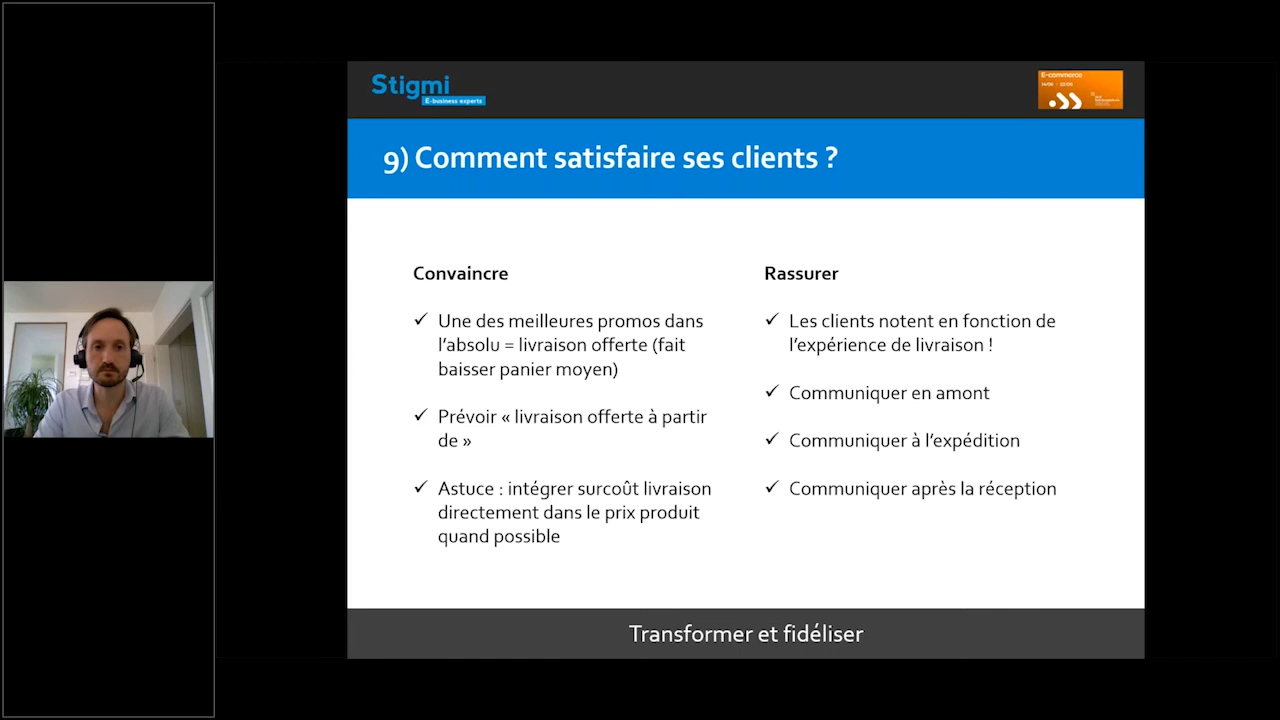 Stigmi
E-business experts
E-commerce
9) Comment satisfaire ses clients ?
Convaincre
✓ Une des meilleures promos dans
l'absolu = livraison offerte (fait
baisser panier moyen)
✓ Prévoir « livraison offerte à partir
de »
✓ Astuce : intégrer surcoût livraison
directement dans le prix produit
quand possible
Rassurer
✓ Les clients notent en fonction de
l'expérience de livraison !
✓ Communiquer en amont
✓ Communiquer à l'expédition
✓ Communiquer après la réception
Transformer et fidéliser